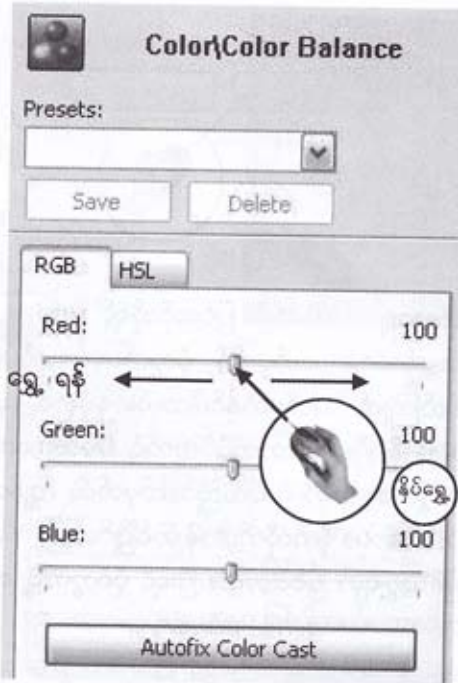 Color\Color Balance
Presets:
Save Delete
RGB HSL
Red: 100
ရွှေ့ ရန်
Green: 100
နှိပ်ရွှေ့
Blue: 100
Autofix Color Cast